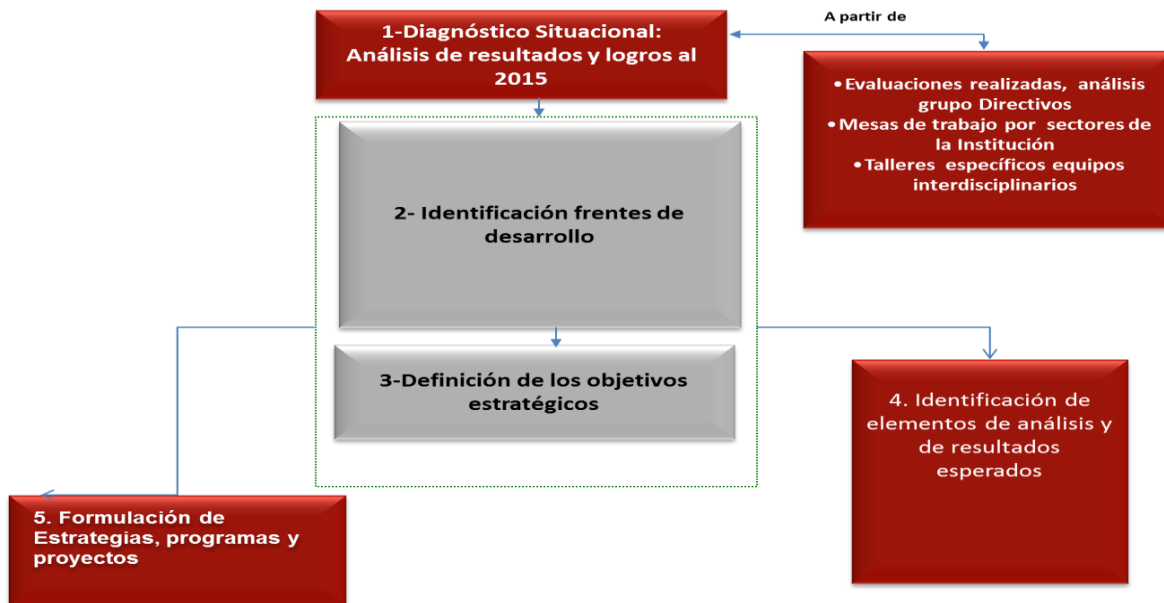 1-Diagnóstico Situacional:
Análisis de resultados y logros al
2015
A partir de
•Evaluaciones realizadas, análisis
grupo Directivos
•Mesas de trabajo por sectores de
la Institución
•Talleres específicos equipos
interdisciplinarios
2- Identificación frentes de
desarrollo
3-Definición de los objetivos
estratégicos
4. Identificación de
elementos de análisis y
de resultados
esperados
5. Formulación de
Estrategias, programas y
proyectos